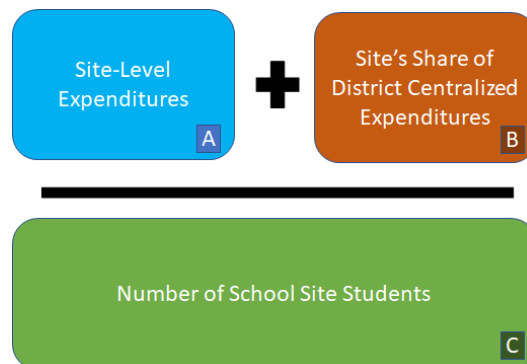 Site-Level
Expenditures
A
Site's Share of
District Centralized
Expenditures
B
Number of School Site Students
C